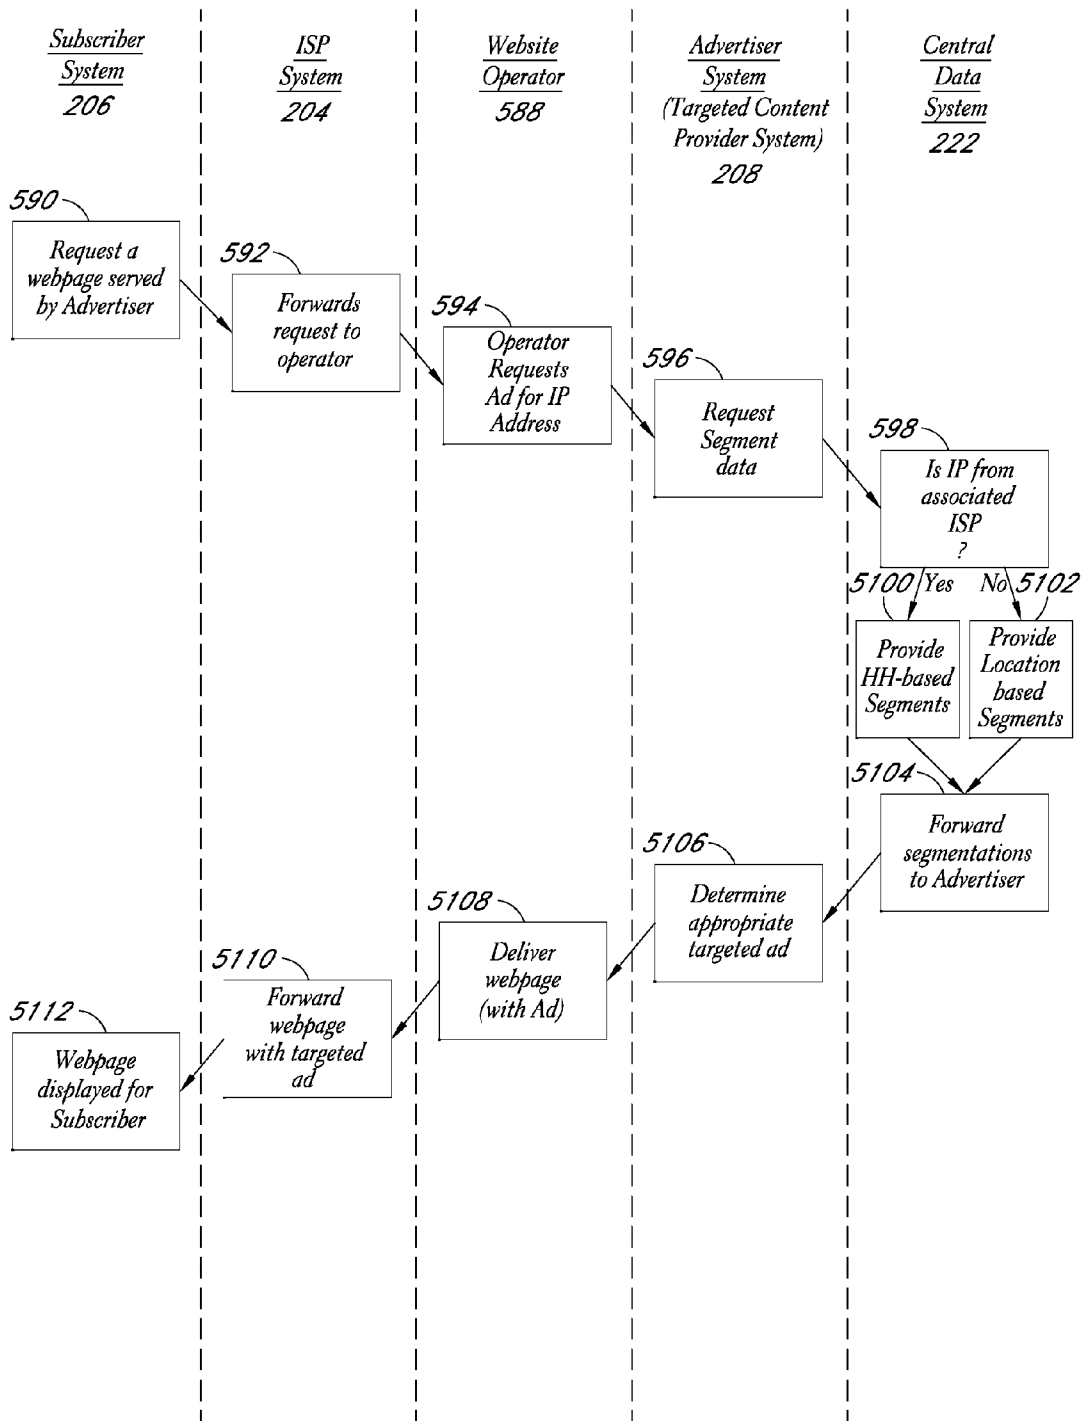 Subscriber
System
206
ISP
System
204
Website
Operator
588
Advertiser
System
(Targeted Content
Provider System)
208
Central
Data
System
222
590
Request a
webpage served
by Advertiser
592
Forwards
request to
operator
594
Operator
Requests
Ad for IP
Address
596
Request
Segment
data
598
Is IP from
associated
ISP
?
5100
Yes
No
5102
Provide
HH-based
Segments
Provide
Location
based
Segments
5104
Forward
segmentations
to Advertiser
5106
Determine
appropriate
targeted ad
5108
Deliver
webpage
(with Ad)
5110
Forward
webpage
with targeted
ad
5112
Webpage
displayed for
Subscriber